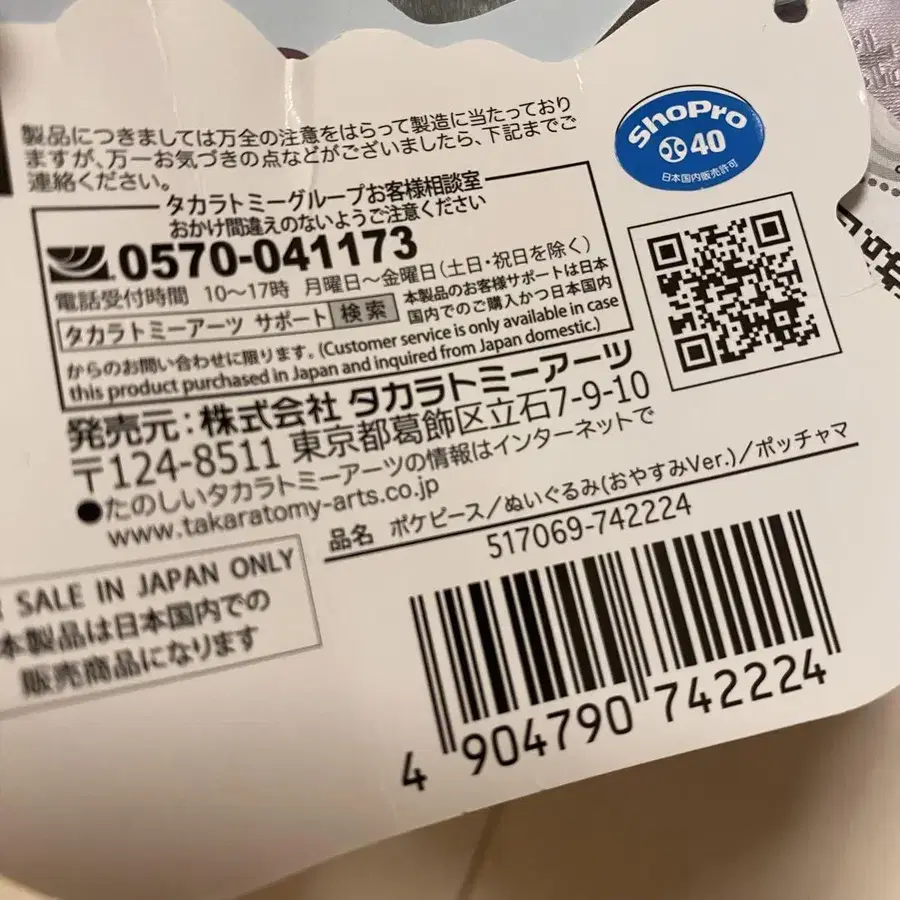 製品につきましては万全の注意をはらって製造に当たっており
ますが、万一お気づきの点などがございましたら、下記までご
連絡ください。
タカラトミーグループお客様相談室
おかけ間違えのないようご注意ください
0570-041173
電話受付時間 10〜17時 月曜日〜金曜日(土日・祝日を除く)
タカラトミーアーツ サポート 検索
本製品のお客様サポートは日本
国内でのご購入かつ日本国内
からのお問い合わせに限ります。(Customer service is only available in case
this product purchased in Japan and inquired from Japan domestic.)
発売元：株式会社 タカラトミーアーツ
〒124-8511 東京都葛飾区立石7-9-10
●たのしいタカラトミーアーツの情報はインターネットで
www.takaratomy-arts.co.jp
ShoPro
40
日本国内販売許可
品名 ポケピース/ぬいぐるみ(おやすみVer.)/ポッチャマ
517069-742224
SALE IN JAPAN ONLY
本製品は日本国内での
販売商品になります
4 904790 742224